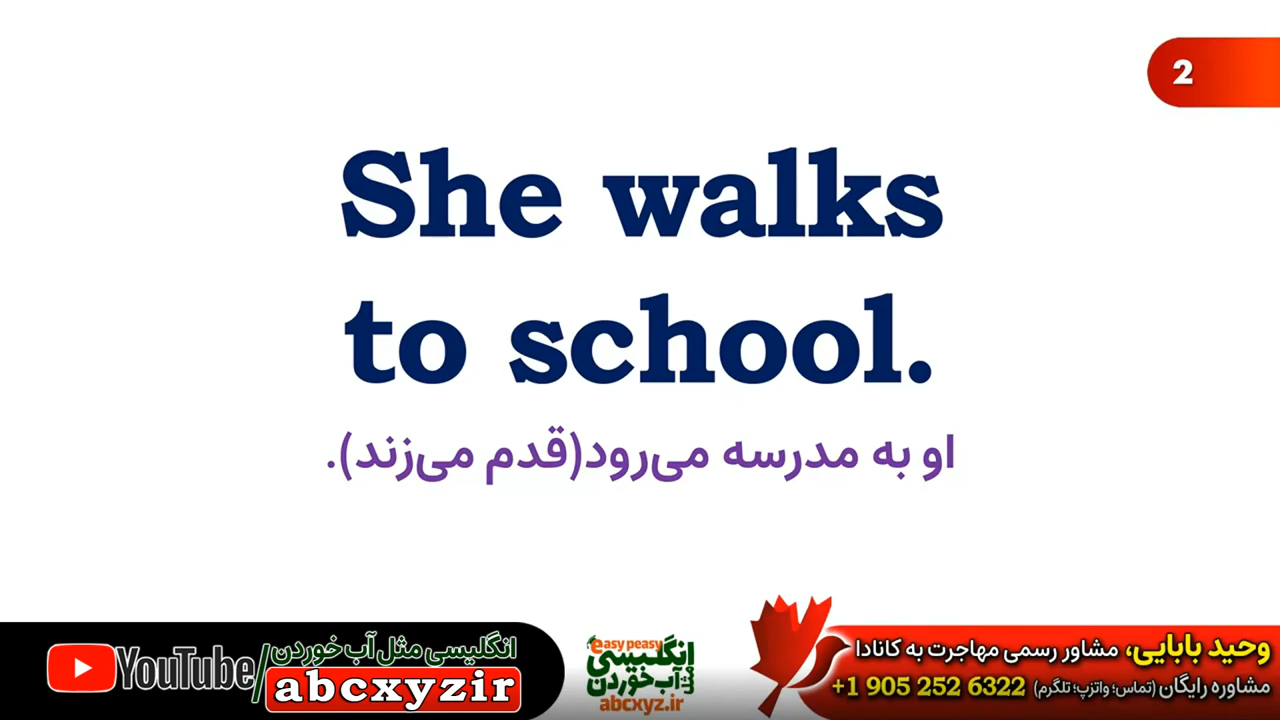 2
She walks
to school.
او به مدرسه می‌رود(قدم می‌زند).
YouTube/
انگلیسی مثل آب خوردن
abcxyzir
easy peasy
انگلیسی
مثل آب خوردن
abcxyz.ir
وحید بابایی، مشاور رسمی مهاجرت به کانادا
مشاوره رایگان (تماس؛ واتزپ؛ تلگرم) +1 905 252 6322